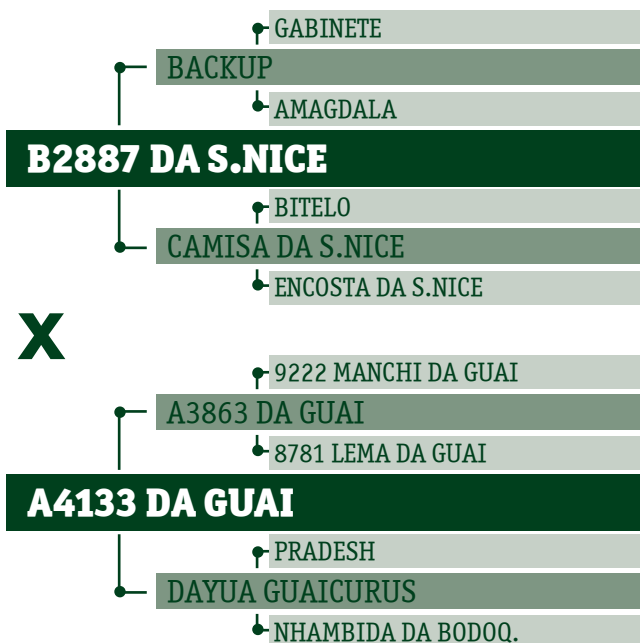 GABINETE
BACKUP
AMAGDALA
B2887 DA S.NICE
BITELO
CAMISA DA S.NICE
ENCOSTA DA S.NICE
X
9222 MANCHI DA GUAI
A3863 DA GUAI
8781 LEMA DA GUAI
A4133 DA GUAI
PRADESH
DAYUA GUAICURUS
NHAMBIDA DA BODOQ.